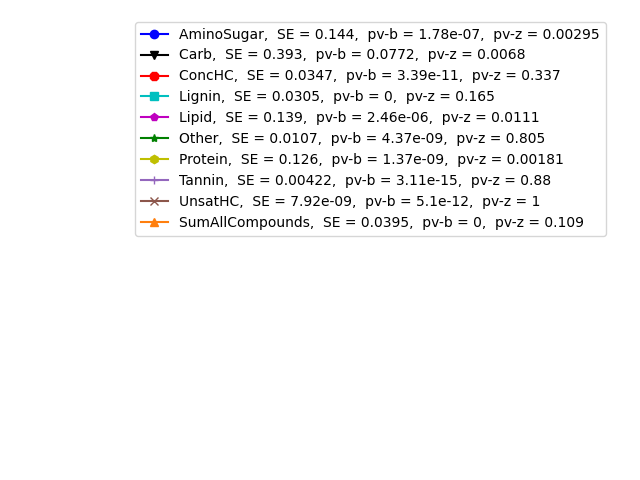 AminoSugar, SE = 0.144, pv-b = 1.78e-07, pv-z = 0.00295
Carb, SE = 0.393, pv-b = 0.0772, pv-z = 0.0068
ConcHC, SE = 0.0347, pv-b = 3.39e-11, pv-z = 0.337
Lignin, SE = 0.0305, pv-b = 0, pv-z = 0.165
Lipid, SE = 0.139, pv-b = 2.46e-06, pv-z = 0.0111
Other, SE = 0.0107, pv-b = 4.37e-09, pv-z = 0.805
Protein, SE = 0.126, pv-b = 1.37e-09, pv-z = 0.00181
Tannin, SE = 0.00422, pv-b = 3.11e-15, pv-z = 0.88
UnsatHC, SE = 7.92e-09, pv-b = 5.1e-12, pv-z = 1
SumAllCompounds, SE = 0.0395, pv-b = 0, pv-z = 0.109